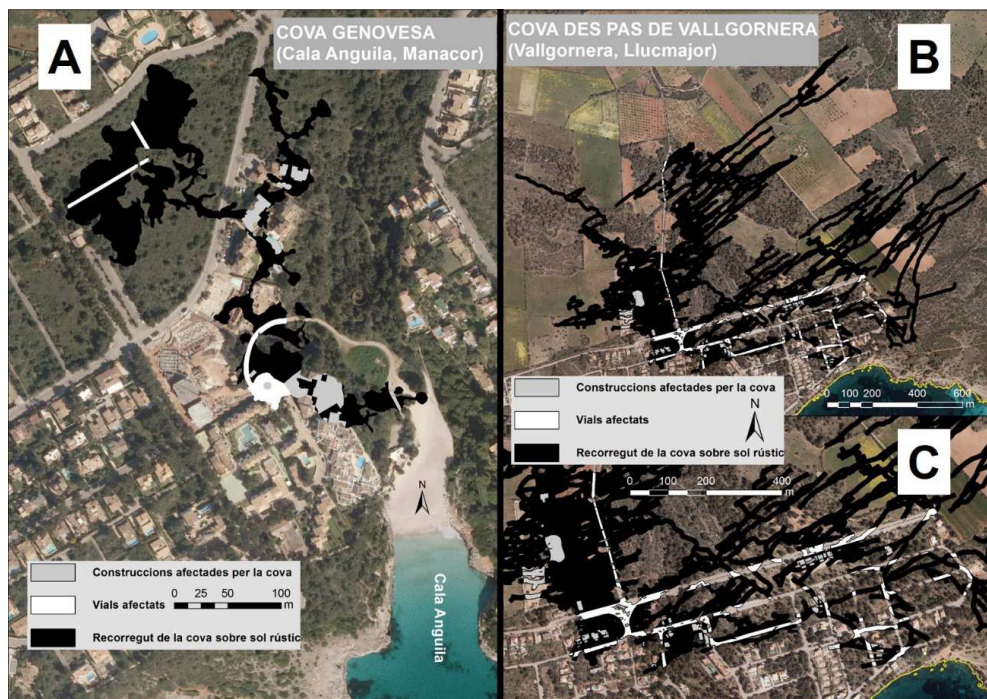 A
COVA GENOVESA
(Cala Anguila, Manacor)
N
Cala Anguila
Construccions afectades per la cova
Vials afectats
0 25 50 100
m
Recorregut de la cova sobre sol rústic
COVA DES PAS DE VALLGORNERA
(Vallgornera, Llucmajor)
B
Construccions afectades per la cova
N
Vials afectats
Recorregut de la cova sobre sol rústic
0 100 200 400 600
m
C
0 100 200 400
m